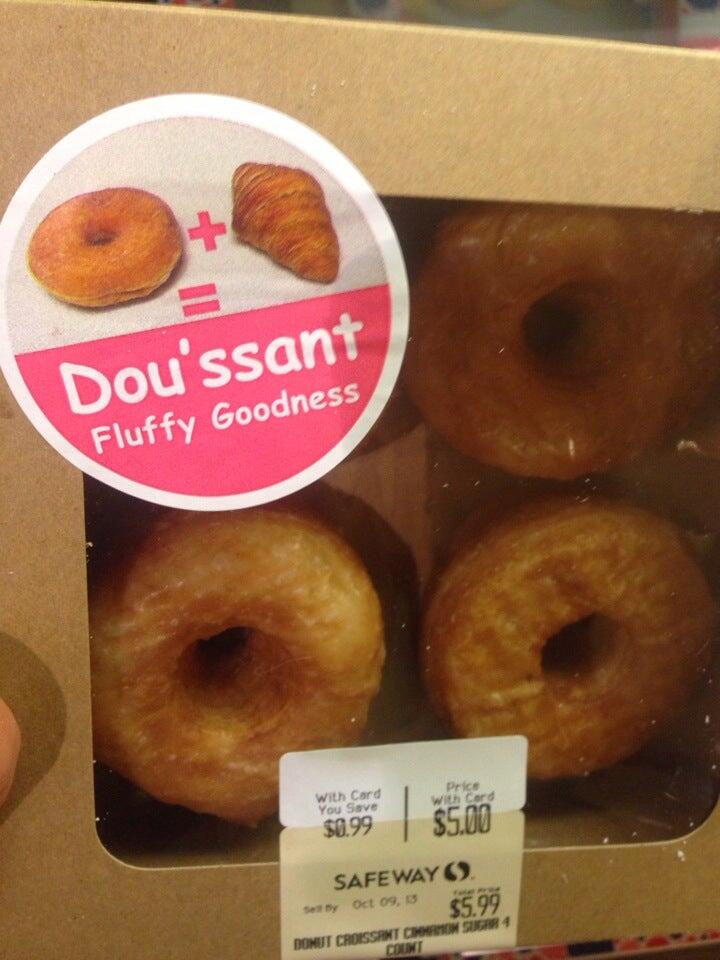 +
=
Dou'ssant
Fluffy Goodness
With Card
You Save
$0.99
Price
With Card
$5.00
SAFEWAY
Sell By Oct 09, 13
Total Price
$5.99
DONUT CROISSANT CINNAMON SUGAR 4
COUNT